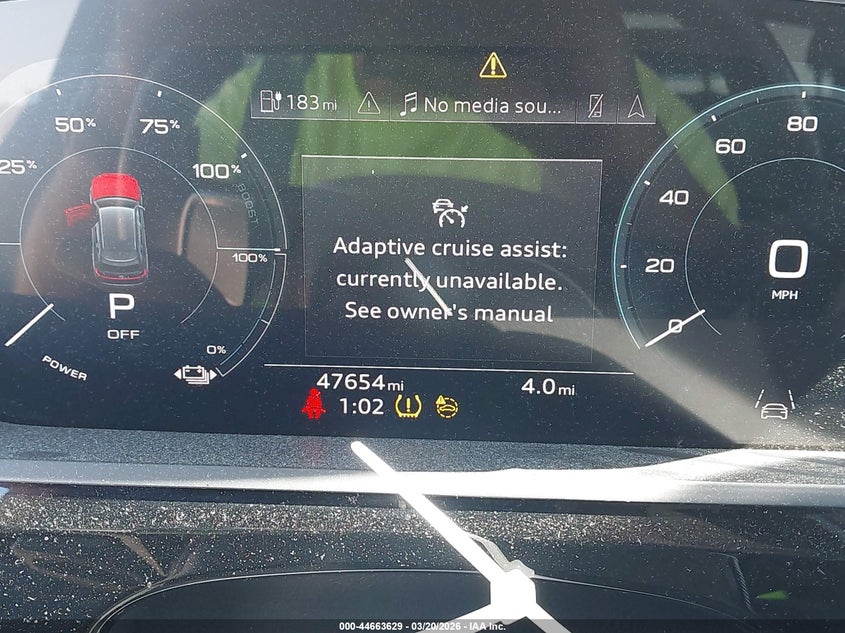 183 mi
No media sou...
25%
50%
75%
100%
BOOST
100%
0%
P
OFF
POWER
Adaptive cruise assist:
currently unavailable.
See owner's manual
80
60
40
20
0
0
MPH
47654 mi
4.0 mi
1:02
000-44663629 - 03/20/2026 - IAA Inc.